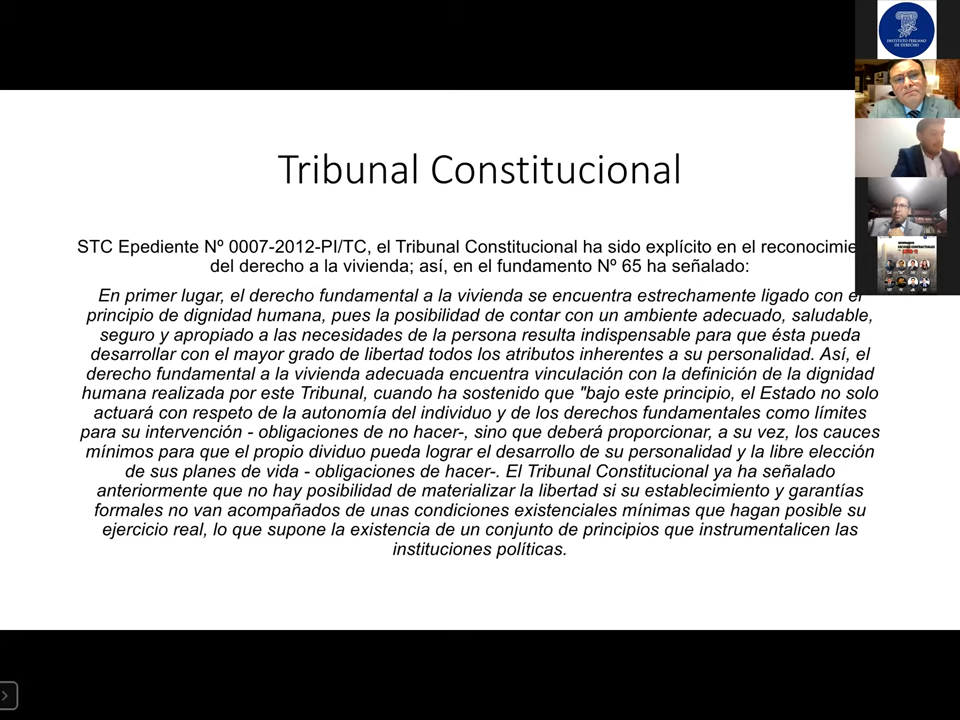 Tribunal Constitucional
STC Epediente Nº 0007-2012-PI/TC, el Tribunal Constitucional ha sido explícito en el reconocimie
del derecho a la vivienda; así, en el fundamento Nº 65 ha señalado:
En primer lugar, el derecho fundamental a la vivienda se encuentra estrechamente ligado con el
principio de dignidad humana, pues la posibilidad de contar con un ambiente adecuado, saludable,
seguro y apropiado a las necesidades de la persona resulta indispensable para que ésta pueda
desarrollar con el mayor grado de libertad todos los atributos inherentes a su personalidad. Así, el
derecho fundamental a la vivienda adecuada encuentra vinculación con la definición de la dignidad
humana realizada por este Tribunal, cuando ha sostenido que "bajo este principio, el Estado no solo
actuará con respeto de la autonomía del individuo y de los derechos fundamentales como límites
para su intervención - obligaciones de no hacer-, sino que deberá proporcionar, a su vez, los cauces
mínimos para que el propio dividuo pueda lograr el desarrollo de su personalidad y la libre elección
de sus planes de vida - obligaciones de hacer-. El Tribunal Constitucional ya ha señalado
anteriormente que no hay posibilidad de materializar la libertad si su establecimiento y garantías
formales no van acompañados de unas condiciones existenciales mínimas que hagan posible su
ejercicio real, lo que supone la existencia de un conjunto de principios que instrumentalicen las
instituciones políticas.
INSTITUTO PERUANO
DE DERECHO